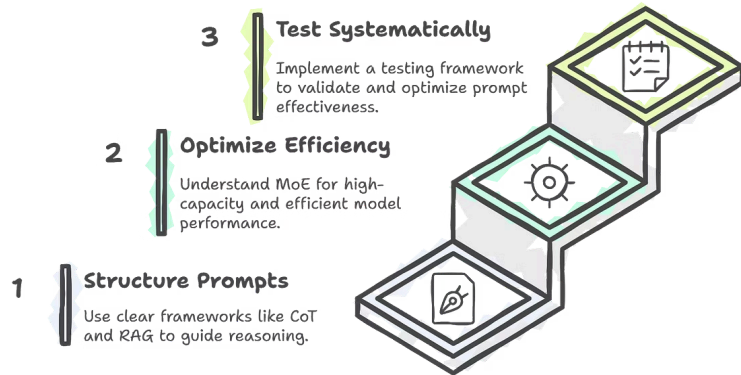 3
Test Systematically
Implement a testing framework
to validate and optimize prompt
effectiveness.
2
Optimize Efficiency
Understand MoE for high-
capacity and efficient model
performance.
1
Structure Prompts
Use clear frameworks like CoT
and RAG to guide reasoning.